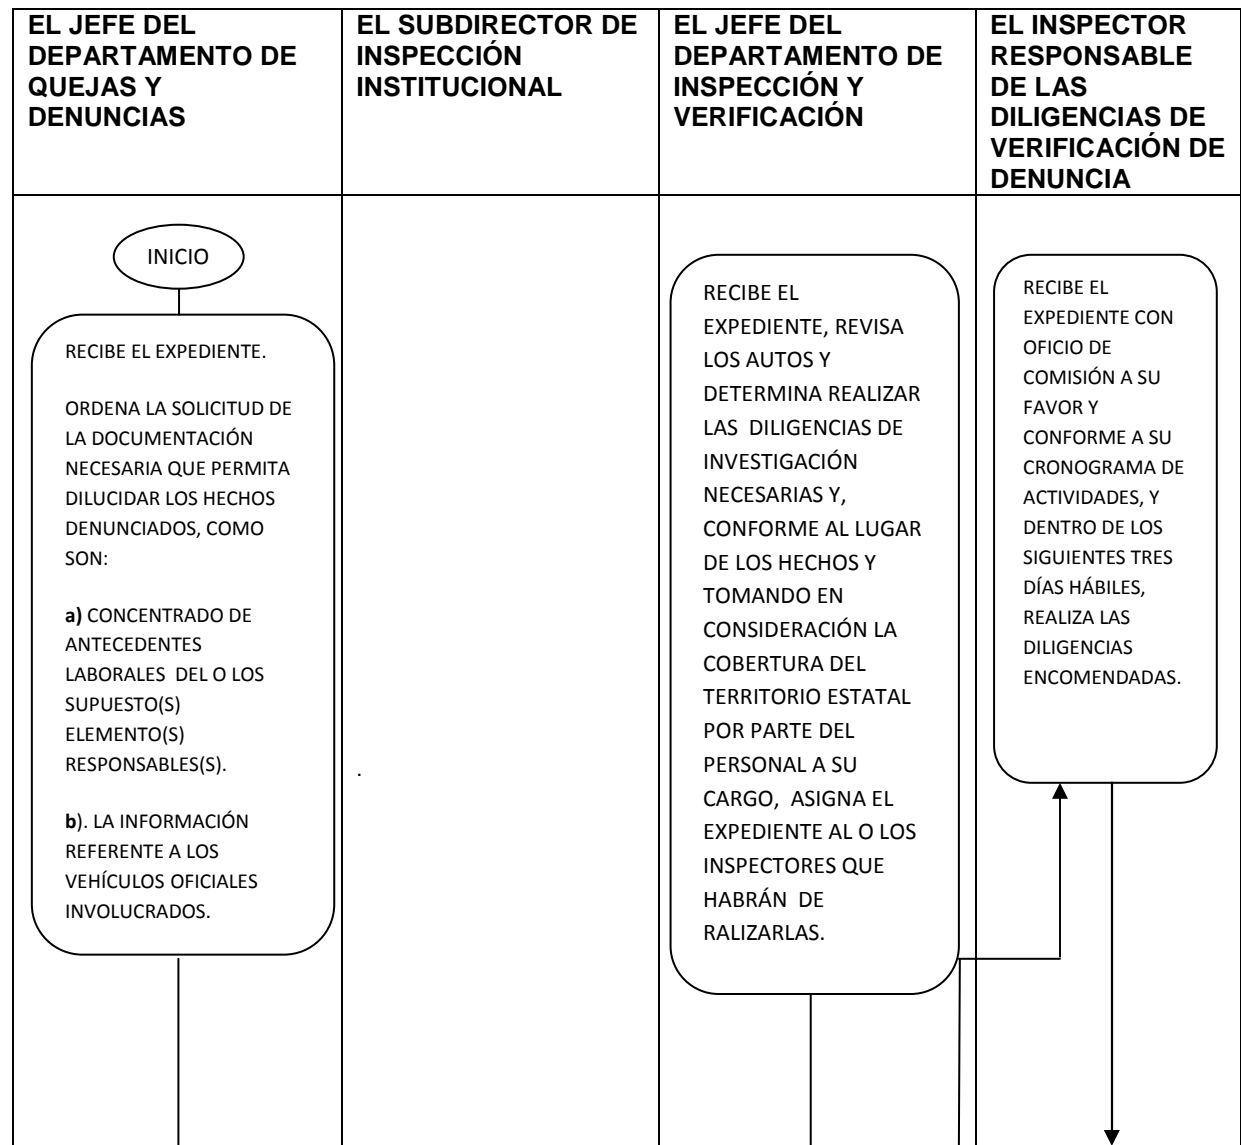 EL JEFE DEL
DEPARTAMENTO DE
QUEJAS Y
DENUNCIAS
EL SUBDIRECTOR DE
INSPECCIÓN
INSTITUCIONAL
EL JEFE DEL
DEPARTAMENTO DE
INSPECCIÓN Y
VERIFICACIÓN
EL INSPECTOR
RESPONSABLE
DE LAS
DILIGENCIAS DE
VERIFICACIÓN DE
DENUNCIA
INICIO
RECIBE EL EXPEDIENTE.
ORDENA LA SOLICITUD DE
LA DOCUMENTACIÓN
NECESARIA QUE PERMITA
DILUCIDAR LOS HECHOS
DENUNCIADOS, COMO
SON:
a) CONCENTRADO DE
ANTECEDENTES
LABORALES DEL O LOS
SUPUESTO(S)
ELEMENTO(S)
RESPONSABLES(S).
b). LA INFORMACIÓN
REFERENTE A LOS
VEHÍCULOS OFICIALES
INVOLUCRADOS.
.
RECIBE EL
EXPEDIENTE, REVISA
LOS AUTOS Y
DETERMINA REALIZAR
LAS DILIGENCIAS DE
INVESTIGACIÓN
NECESARIAS Y,
CONFORME AL LUGAR
DE LOS HECHOS Y
TOMANDO EN
CONSIDERACIÓN LA
COBERTURA DEL
TERRITORIO ESTATAL
POR PARTE DEL
PERSONAL A SU
CARGO, ASIGNA EL
EXPEDIENTE AL O LOS
INSPECTORES QUE
HABRÁN DE
RALIZARLAS.
RECIBE EL
EXPEDIENTE CON
OFICIO DE
COMISIÓN A SU
FAVOR Y
CONFORME A SU
CRONOGRAMA DE
ACTIVIDADES, Y
DENTRO DE LOS
SIGUIENTES TRES
DÍAS HÁBILES,
REALIZA LAS
DILIGENCIAS
ENCOMENDADAS.